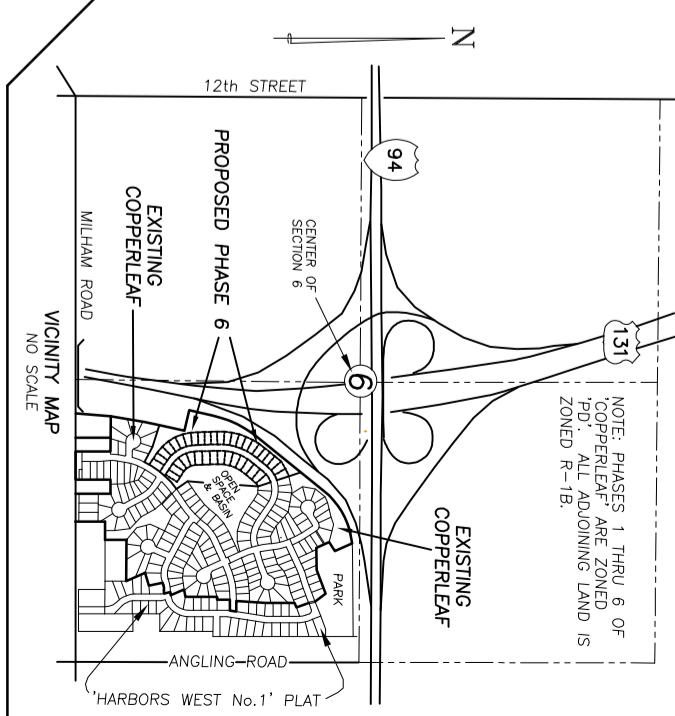 N
12th STREET
94
131
NOTE: PHASES 1 THRU 6 OF
'COPPERLEAF' ARE ZONED
'PD'. ALL ADJOINING LAND IS
ZONED R-1B.
CENTER OF
SECTION 6
6
PROPOSED PHASE 6
EXISTING
COPPERLEAF
MILHAM ROAD
OPEN
SPACE
& BASIN
EXISTING
COPPERLEAF
PARK
ANGLING ROAD
'HARBORS WEST No.1' PLAT
VICINITY MAP
NO SCALE